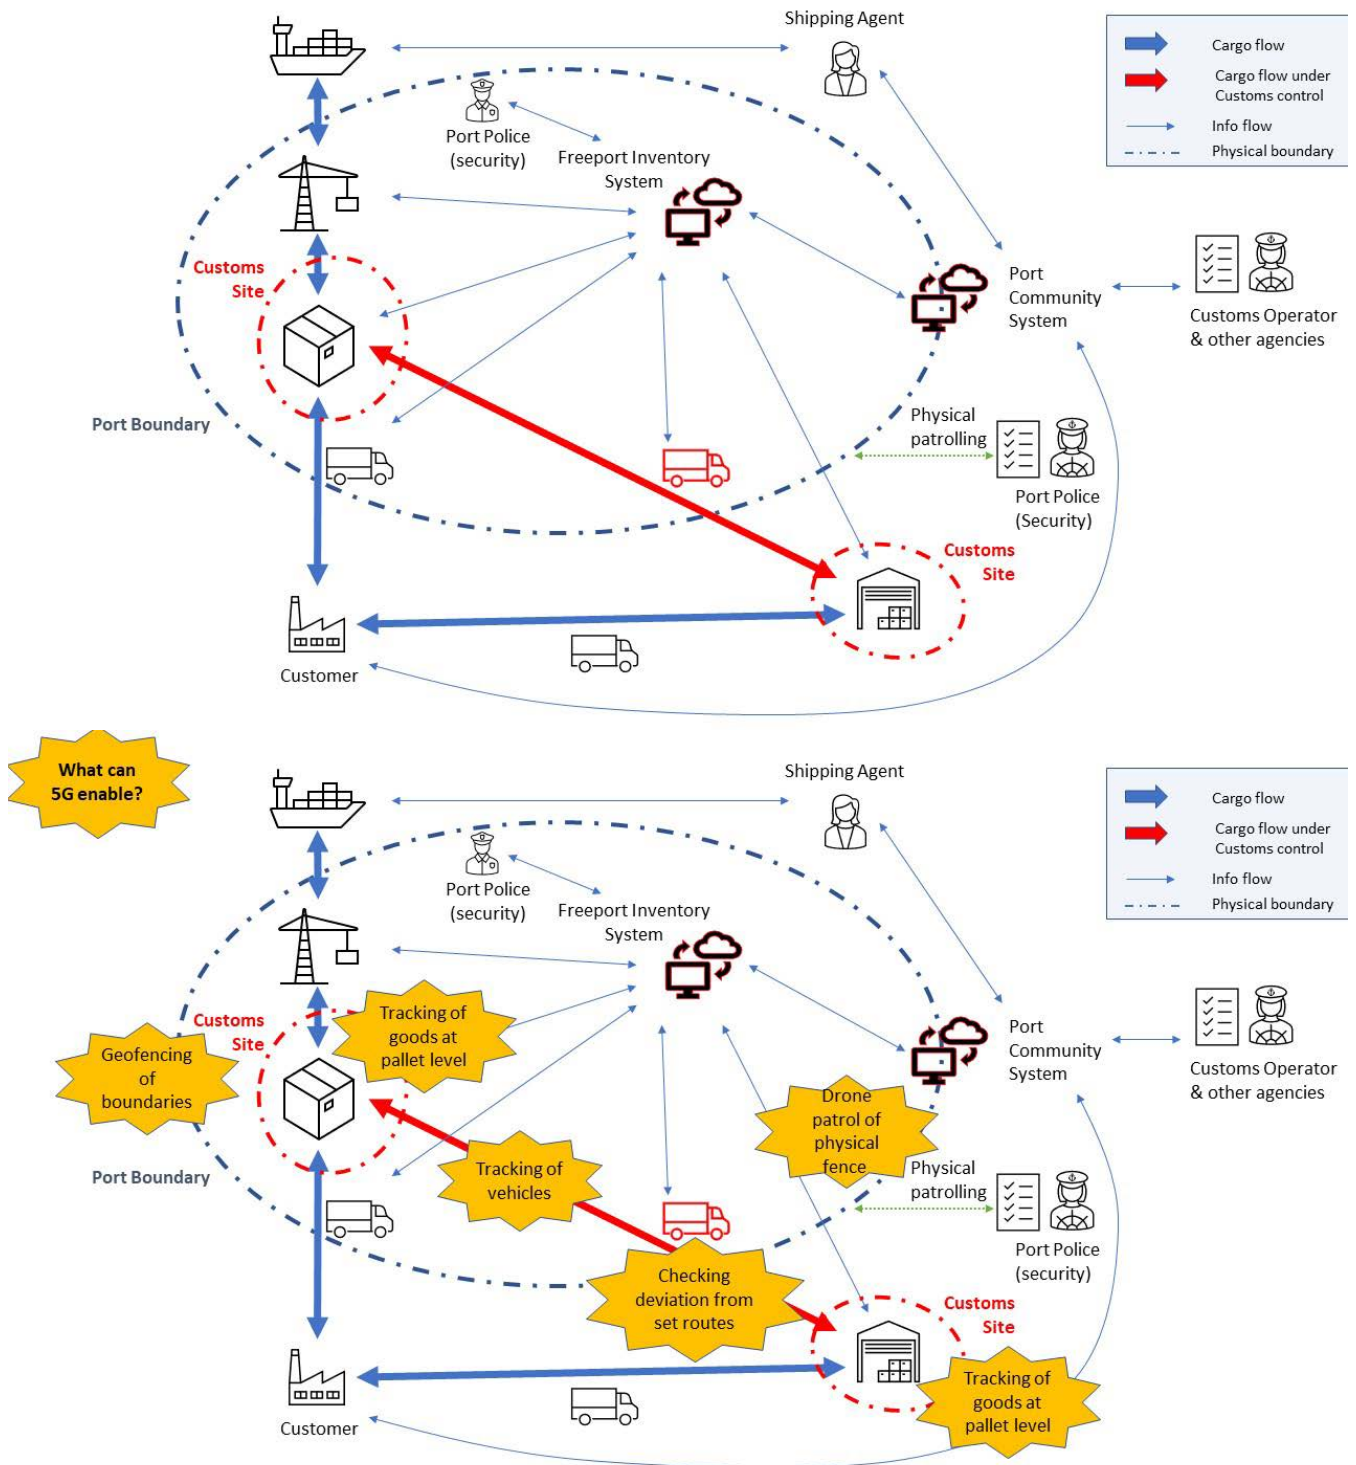 Shipping Agent
Cargo flow
Cargo flow under
Customs control
Info flow
Physical boundary
Port Police
(security)
Freeport Inventory
System
Customs
Site
Port
Community
System
Customs Operator
& other agencies
Port Boundary
Physical
patrolling
Port Police
(Security)
Customs
Site
Customer
What can
5G enable?
Shipping Agent
Cargo flow
Cargo flow under
Customs control
Info flow
Physical boundary
Port Police
(security)
Freeport Inventory
System
Customs
Site
Tracking of
goods at
pallet level
Geofencing
of
boundaries
Port
Community
System
Customs Operator
& other agencies
Drone
patrol of
physical
fence
Port Boundary
Tracking of
vehicles
Physical
patrolling
Port Police
(security)
Checking
deviation from
set routes
Customs
Site
Tracking of
goods at
pallet level
Customer